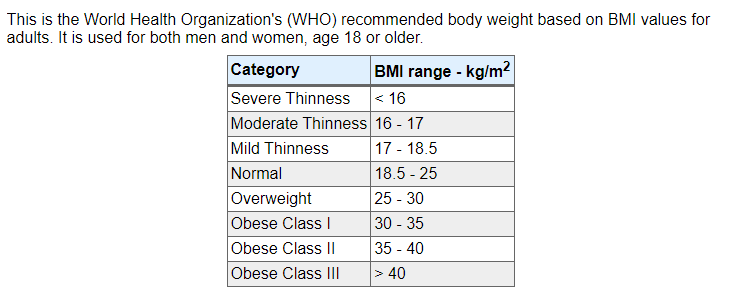 This is the World Health Organization's (WHO) recommended body weight based on BMI values for
adults. It is used for both men and women, age 18 or older.
Category BMI range - kg/m²
Severe Thinness < 16
Moderate Thinness 16 - 17
Mild Thinness 17 - 18.5
Normal 18.5 - 25
Overweight 25 - 30
Obese Class I 30 - 35
Obese Class II 35 - 40
Obese Class III > 40